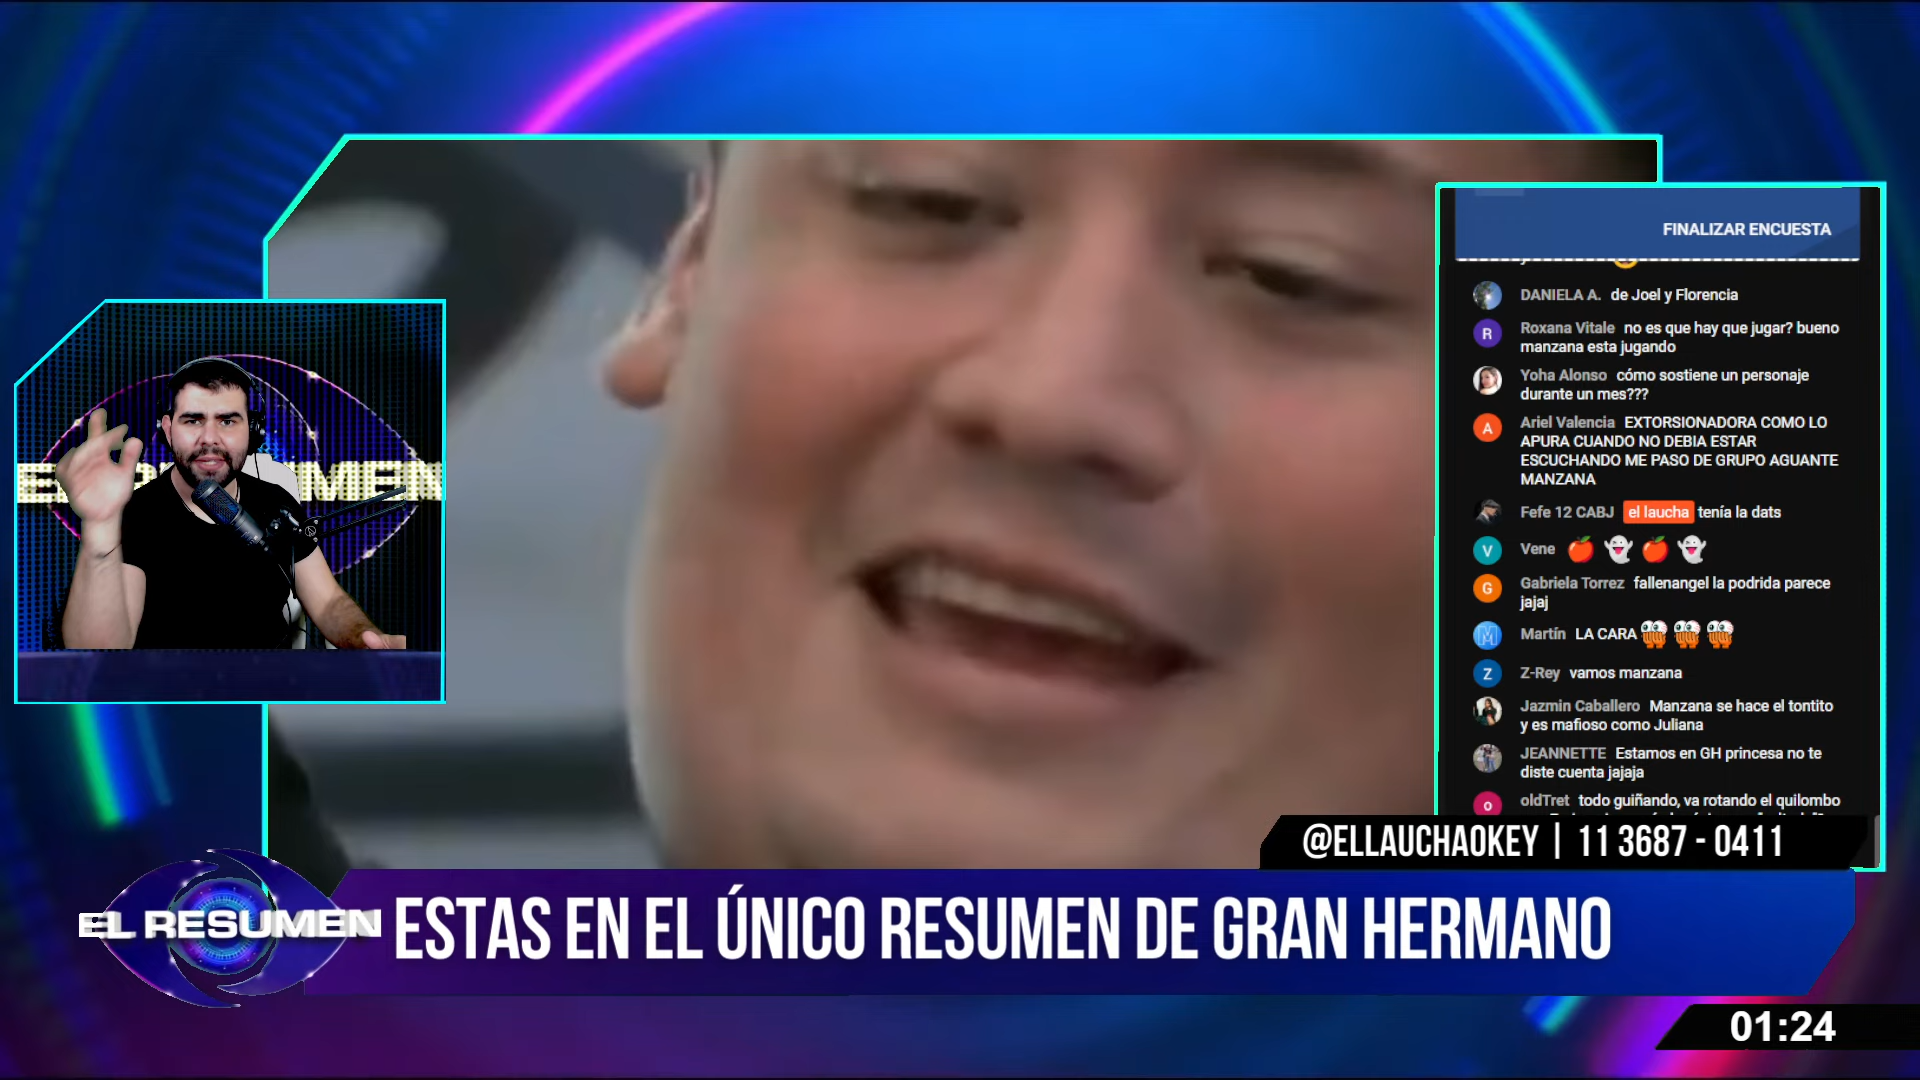 FINALIZAR ENCUESTA
DANIELA A. de Joel y Florencia
R
Roxana Vitale no es que hay que jugar? bueno
manzana esta jugando
Yoha Alonso cómo sostiene un personaje
durante un mes???
A
Ariel Valencia EXTORSIONADORA COMO LO
APURA CUANDO NO DEBIA ESTAR
ESCUCHANDO ME PASO DE GRUPO AGUANTE
MANZANA
Fefe 12 CABJ el laucha tenía la dats
V
Vene
G
Gabriela Torrez fallenangel la podrida parece
jajaj
M
Martín LA CARA
Z
Z-Rey vamos manzana
Jazmin Caballero Manzana se hace el tontito
y es mafioso como Juliana
JEANNETTE Estamos en GH princesa no te
diste cuenta jajaja
o
oldTret todo guiñando, va rotando el quilombo
@ELLAUCHAOKEY | 11 3687 - 0411
EL RESUMEN
ESTAS EN EL ÚNICO RESUMEN DE GRAN HERMANO
01:24